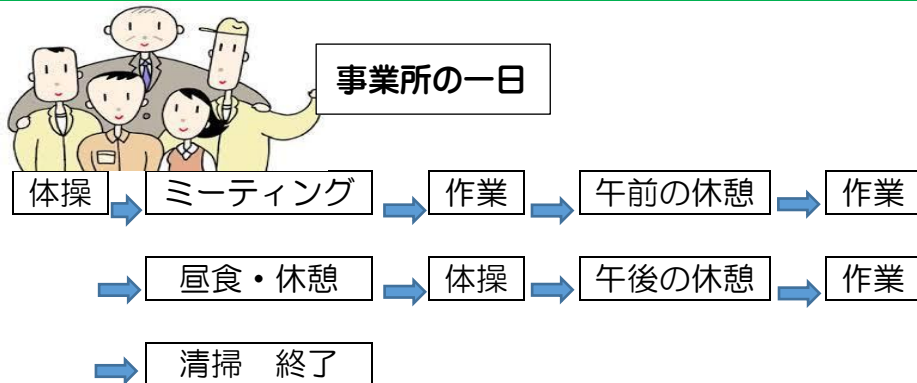 事業所の一日
体操 ミーティング 作業 午前の休憩 作業
昼食・休憩 体操 午後の休憩 作業
清掃　終了